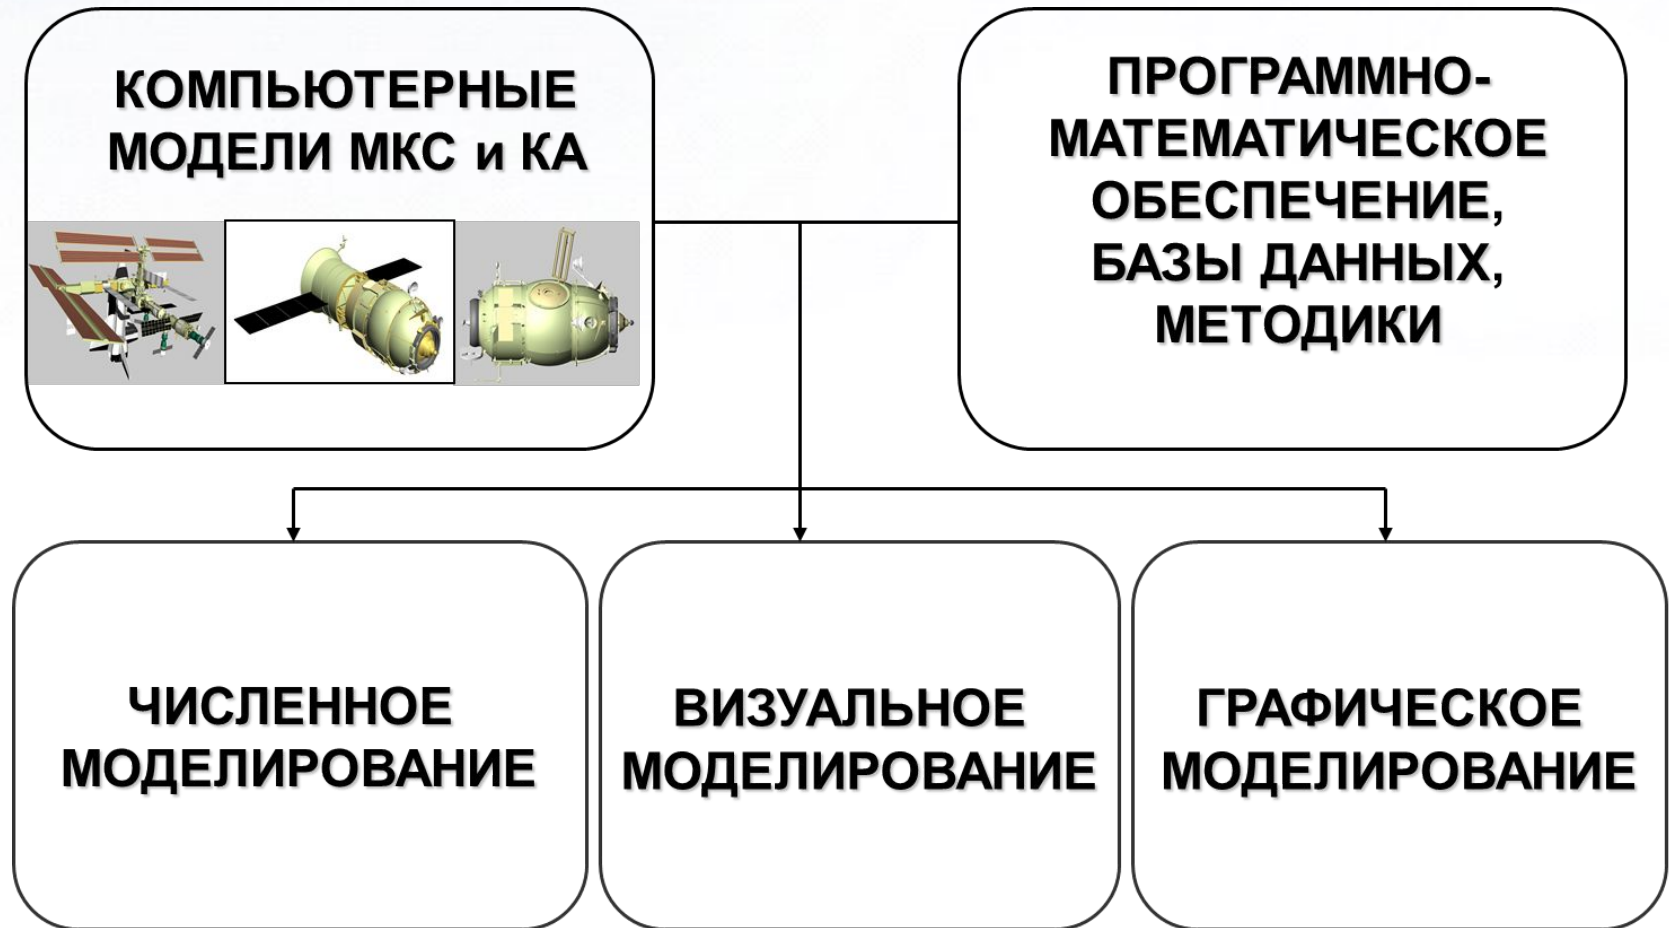 КОМПЬЮТЕРНЫЕ
МОДЕЛИ МКС и КА
ПРОГРАММНО-
МАТЕМАТИЧЕСКОЕ
ОБЕСПЕЧЕНИЕ,
БАЗЫ ДАННЫХ,
МЕТОДИКИ
ЧИСЛЕННОЕ
МОДЕЛИРОВАНИЕ
ВИЗУАЛЬНОЕ
МОДЕЛИРОВАНИЕ
ГРАФИЧЕСКОЕ
МОДЕЛИРОВАНИЕ